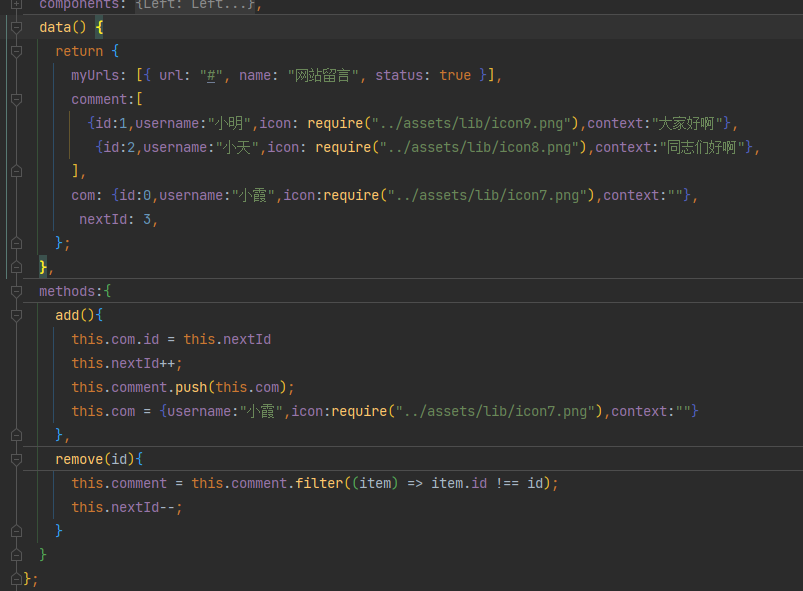 components: {Left: Left...},
data() {
return {
myUrls: [{ url: "#", name: "网站留言", status: true }],
comment:[
{id:1,username:"小明",icon: require("../assets/lib/icon9.png"),context:"大家好啊"},
{id:2,username:"小天",icon: require("../assets/lib/icon8.png"),context:"同志们好啊"},
],
com: {id:0,username:"小霞",icon:require("../assets/lib/icon7.png"),context:""},
nextId: 3,
};
},
methods:{
add(){
this.com.id = this.nextId
this.nextId++;
this.comment.push(this.com);
this.com = {username:"小霞",icon:require("../assets/lib/icon7.png"),context:""}
},
remove(id){
this.comment = this.comment.filter((item) => item.id !== id);
this.nextId--;
}
}
};